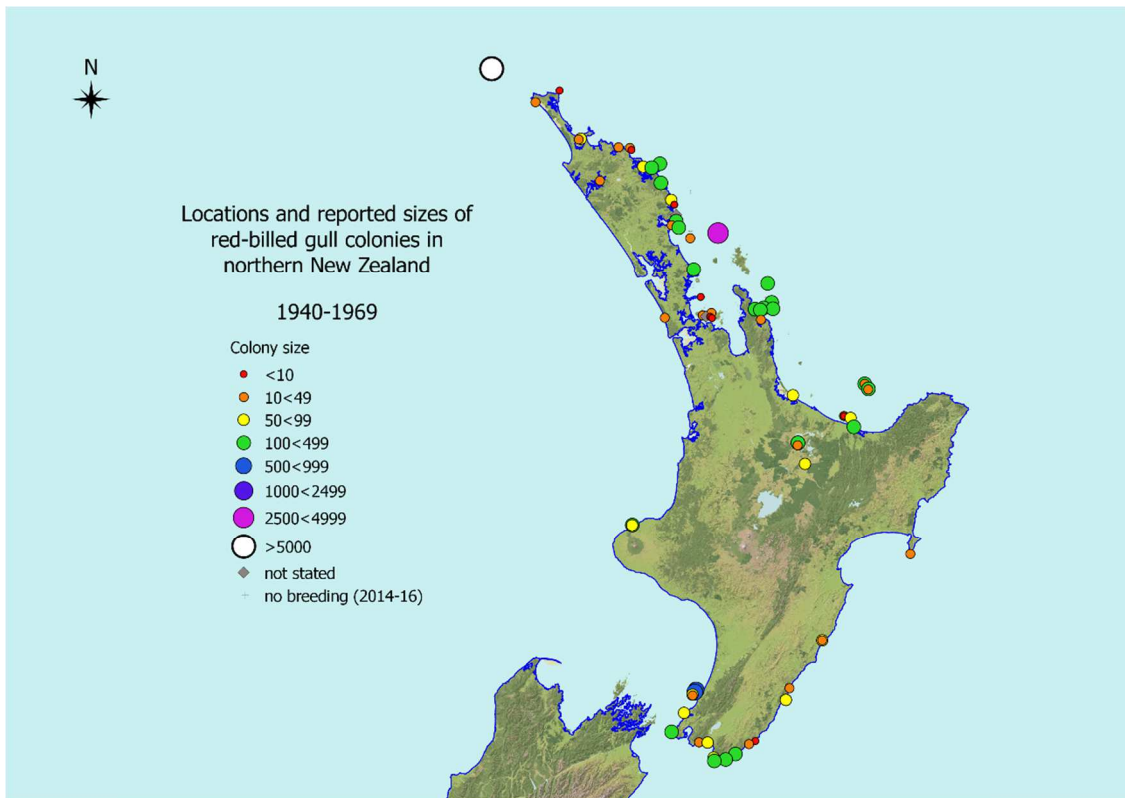 N
Locations and reported sizes of
red-billed gull colonies in
northern New Zealand
1940-1969
Colony size
<10
10<49
50<99
100<499
500<999
1000<2499
2500<4999
>5000
not stated
no breeding (2014-16)